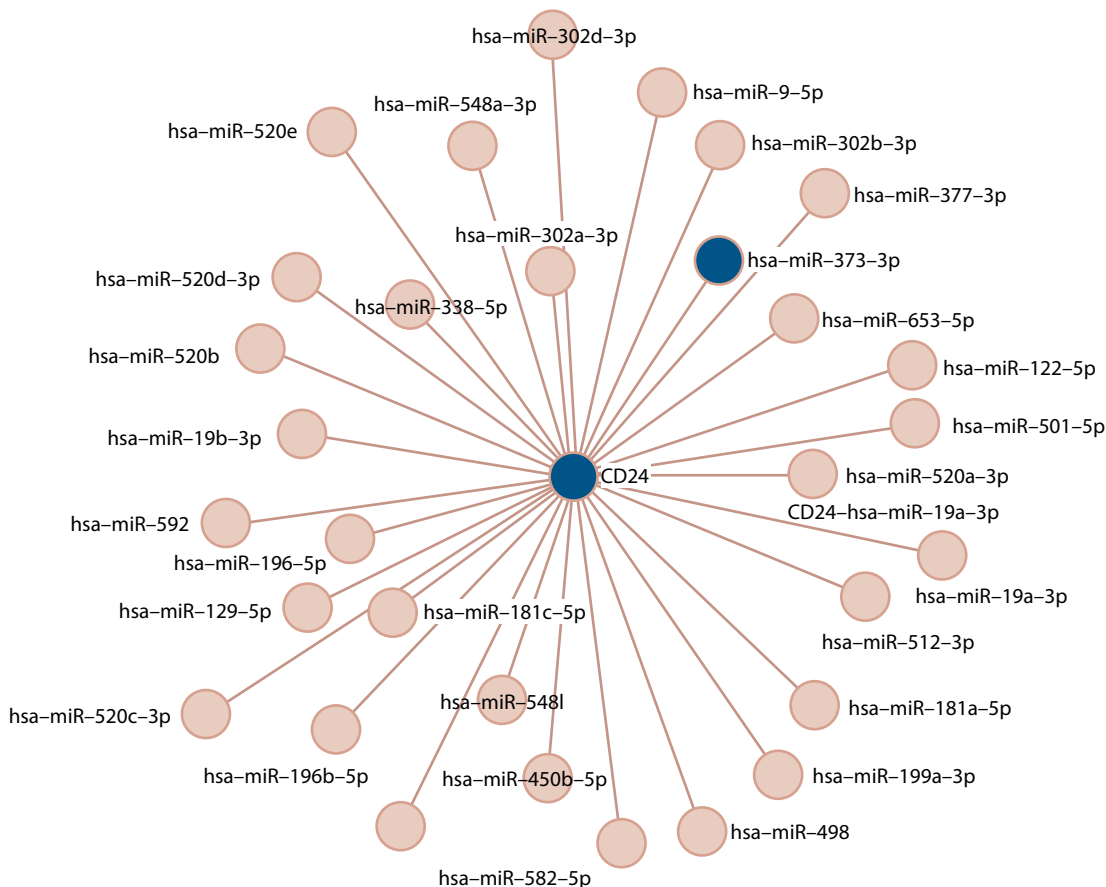 hsa–miR–302d–3p
hsa–miR–9–5p
hsa–miR–548a–3p
hsa–miR–520e
hsa–miR–302b–3p
hsa–miR–377–3p
hsa–miR–302a–3p
hsa–miR–373–3p
hsa–miR–520d–3p
hsa–miR–338–5p
hsa–miR–653–5p
hsa–miR–520b
hsa–miR–122–5p
hsa–miR–501–5p
hsa–miR–19b–3p
CD24
hsa–miR–520a–3p
CD24–hsa–miR–19a–3p
hsa–miR–592
hsa–miR–196–5p
hsa–miR–19a–3p
hsa–miR–129–5p
hsa–miR–181c–5p
hsa–miR–512–3p
hsa–miR–548l
hsa–miR–181a–5p
hsa–miR–520c–3p
hsa–miR–196b–5p
hsa–miR–450b–5p
hsa–miR–199a–3p
hsa–miR–498
hsa–miR–582–5p